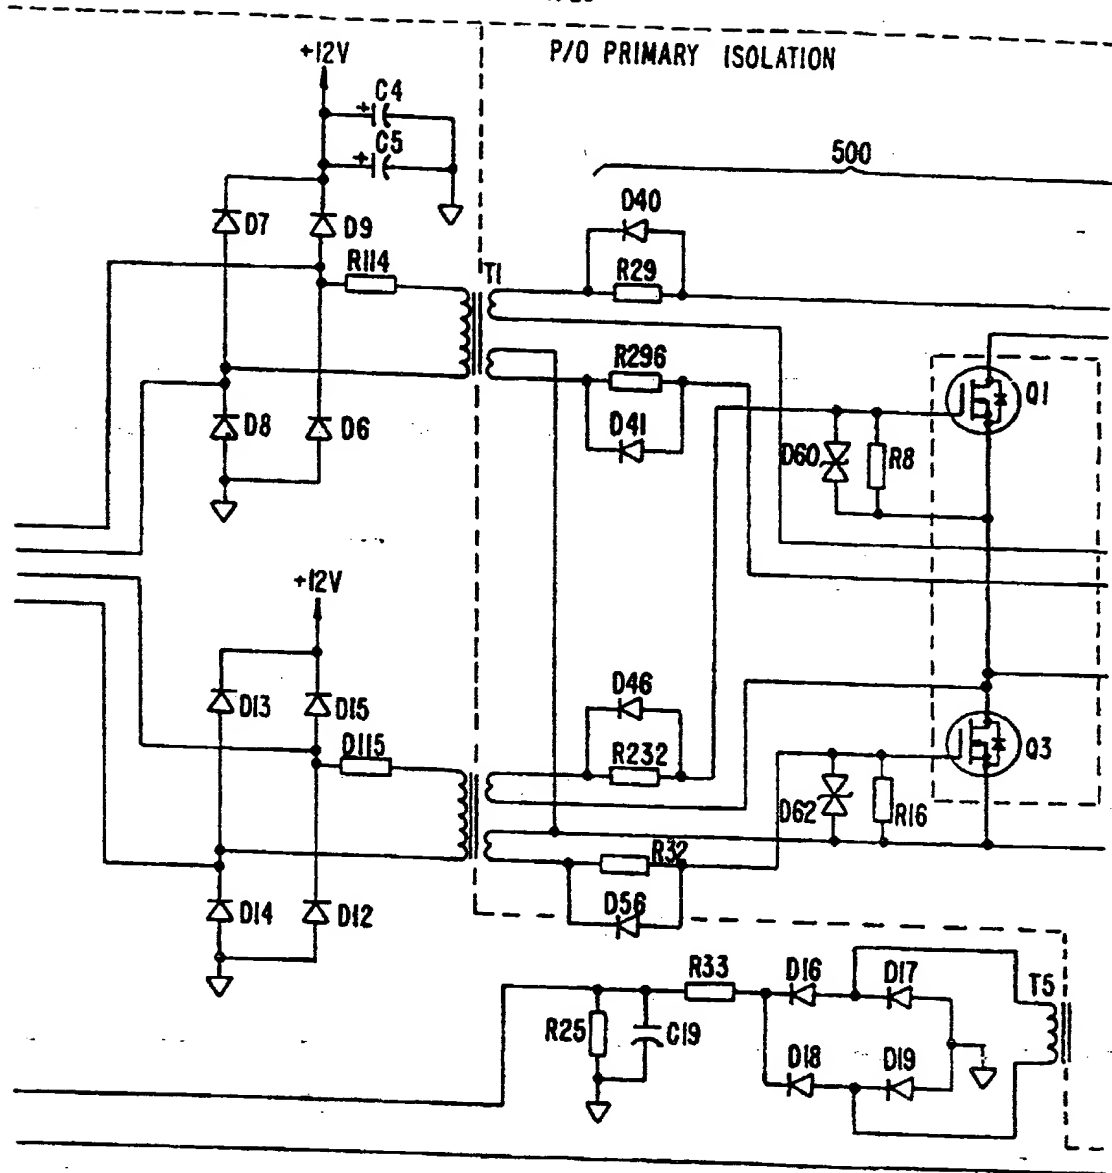 +12V
P/O PRIMARY ISOLATION
C4
C5
500
D40
D7
D9
R114
T1
R29
R296
Q1
D8
D6
D41
D60
R8
+12V
D46
D13
D15
D115
R232
Q3
D62
R16
R32
D14
D12
D56
R33
D16
D17
T5
R25
C19
D18
D19